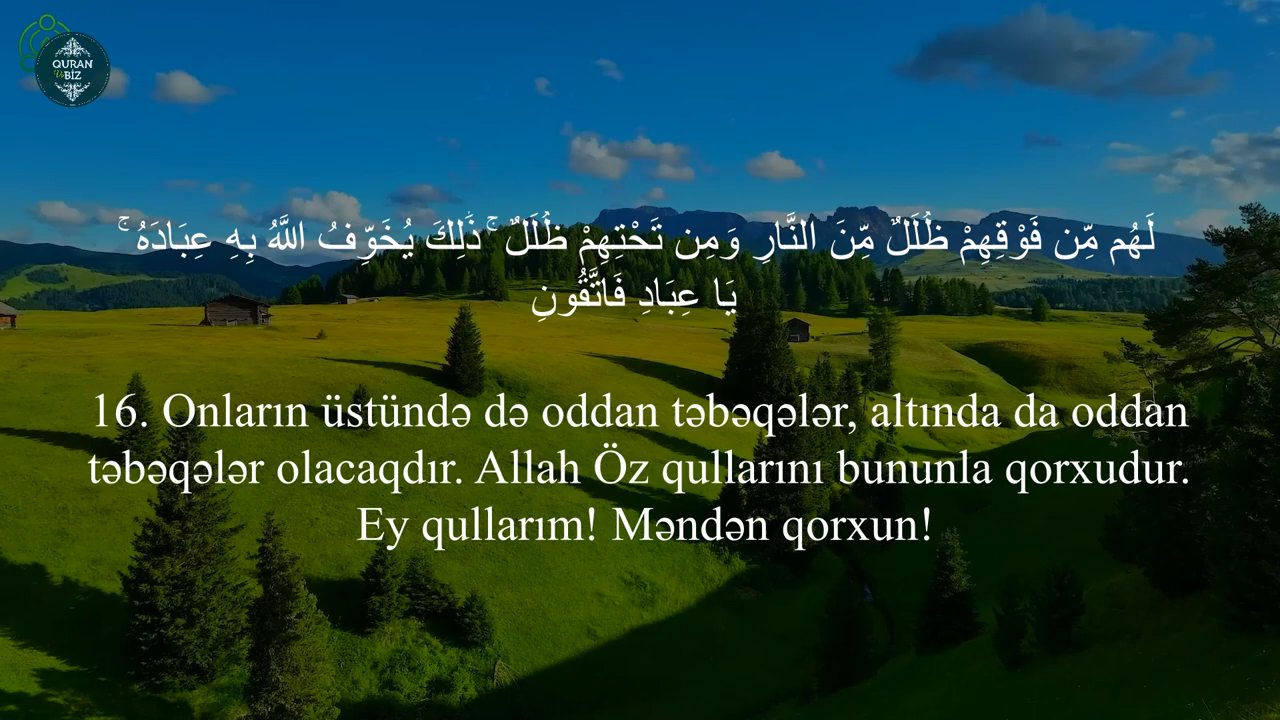 QURAN
Və BİZ
لَهُم مِّن فَوْقِهِمْ ظُلَلٌ مِّنَ النَّارِ وَمِن تَحْتِهِمْ ظُلَلٌ ۚ ذَٰلِكَ يُخَوِّفُ اللَّهُ بِهِ عِبَادَهُ ۚ
يَا عِبَادِ فَاتَّقُونِ
16. Onların üstündə də oddan təbəqələr, altında da oddan
təbəqələr olacaqdır. Allah Öz qullarını bununla qorxudur.
Ey qullarım! Məndən qorxun!